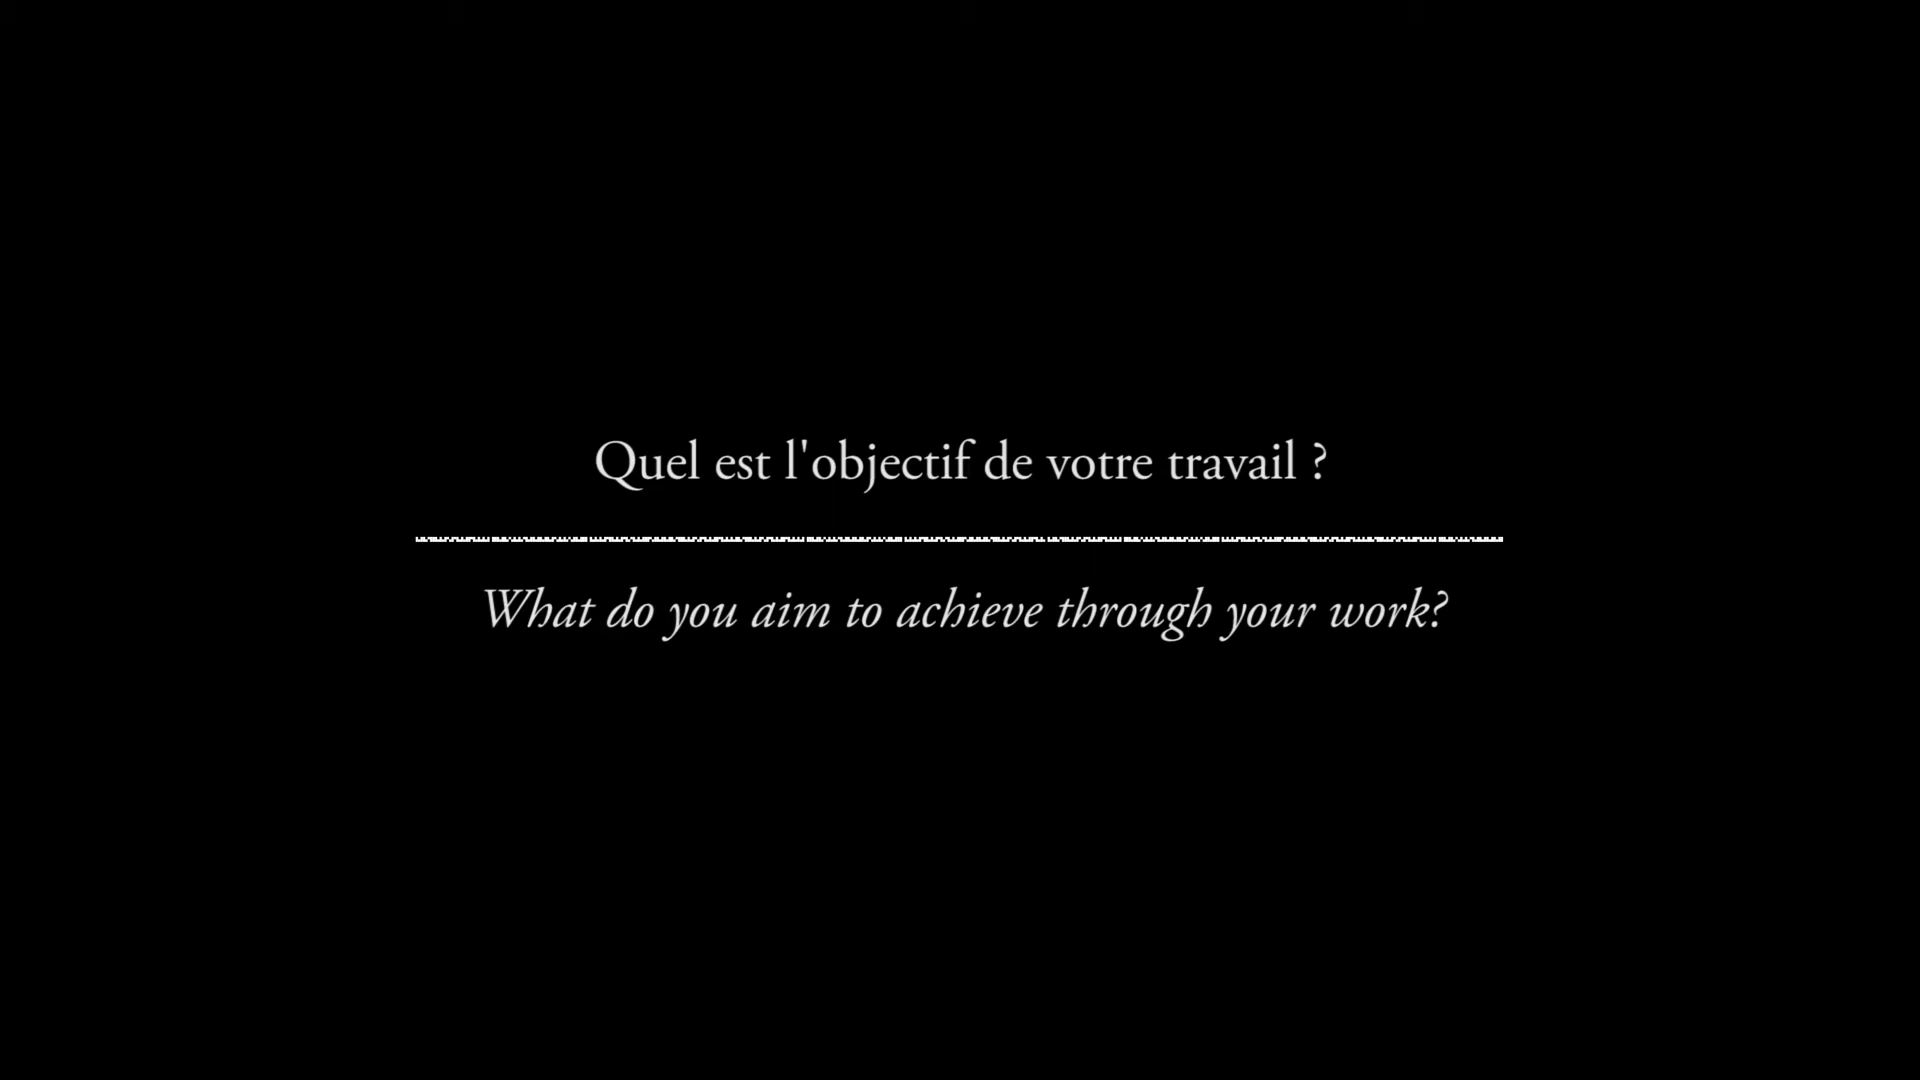 Quel est l'objectif de votre travail ?
What do you aim to achieve through your work?